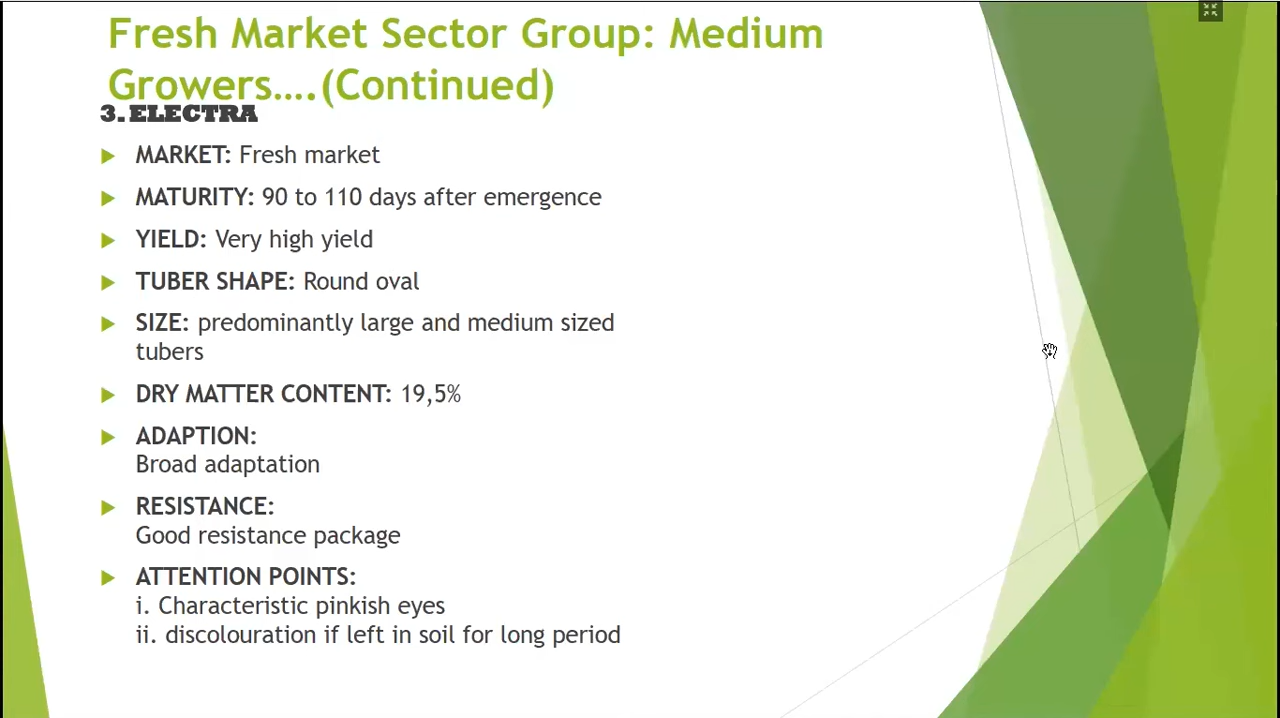 Fresh Market Sector Group: Medium
Growers….(Continued)
3. ELECTRA
MARKET: Fresh market
MATURITY: 90 to 110 days after emergence
YIELD: Very high yield
TUBER SHAPE: Round oval
SIZE: predominantly large and medium sized
tubers
DRY MATTER CONTENT: 19,5%
ADAPTION:
Broad adaptation
RESISTANCE:
Good resistance package
ATTENTION POINTS:
i. Characteristic pinkish eyes
ii. discolouration if left in soil for long period